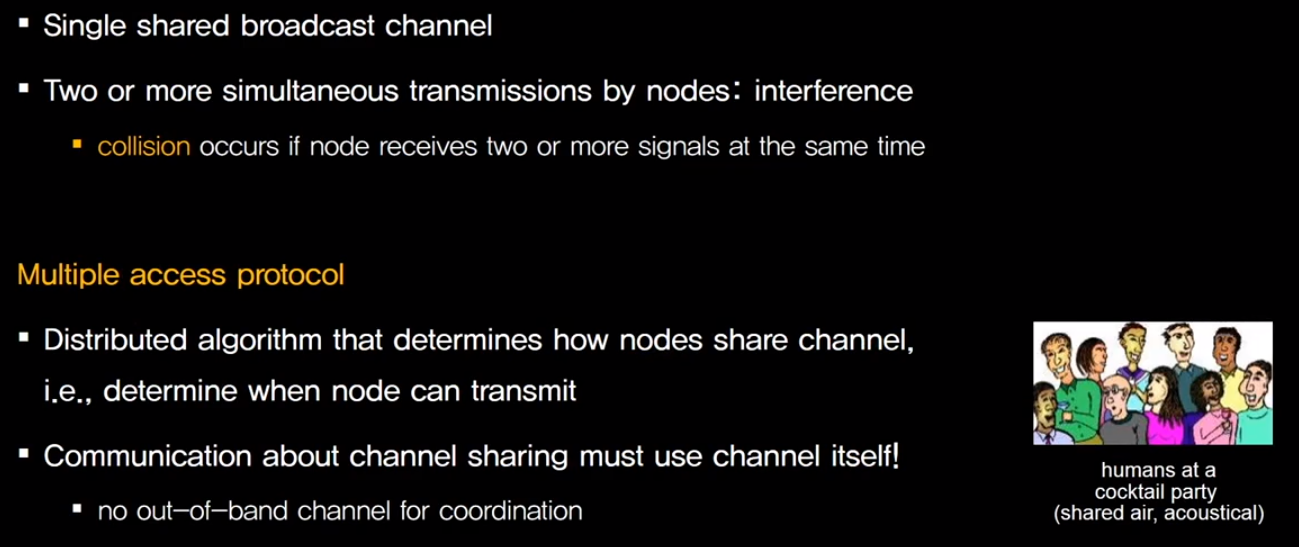 ▪ Single shared broadcast channel
▪ Two or more simultaneous transmissions by nodes: interference
▪ collision occurs if node receives two or more signals at the same time
Multiple access protocol
▪ Distributed algorithm that determines how nodes share channel,
i.e., determine when node can transmit
▪ Communication about channel sharing must use channel itself!
▪ no out-of-band channel for coordination
humans at a
cocktail party
(shared air, acoustical)